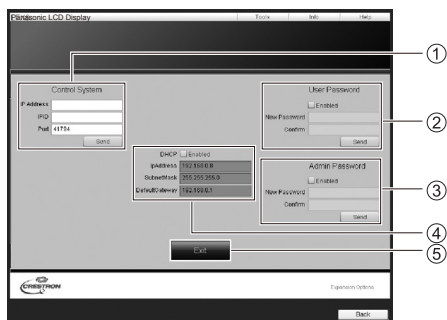 Panasonic LCD Display
Tools
Info
Help
①
Control System
User Password
IP Address
Enabled
IPID
New Password
②
Port 41794
Confirm
Send
Send
DHCP Enabled
Admin Password
IpAddress 192.168.0.8
Enabled
SubnetMask 255.255.255.0
New Password
③
DefaultGateway 192.168.0.1
Confirm
Send
④
Exit
⑤
CRESTRON
Expansion Options
Back